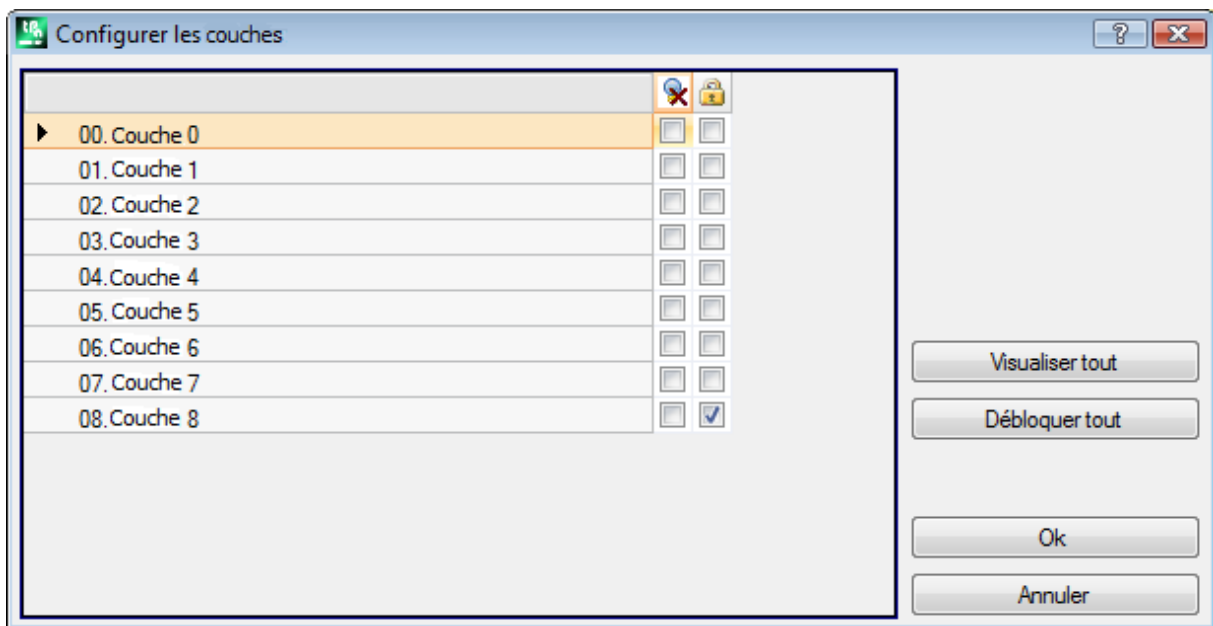 Configurer les couches
00. Couche 0
01. Couche 1
02. Couche 2
03. Couche 3
04. Couche 4
05. Couche 5
06. Couche 6
07. Couche 7
08. Couche 8
Visualiser tout
Débloquer tout
Ok
Annuler